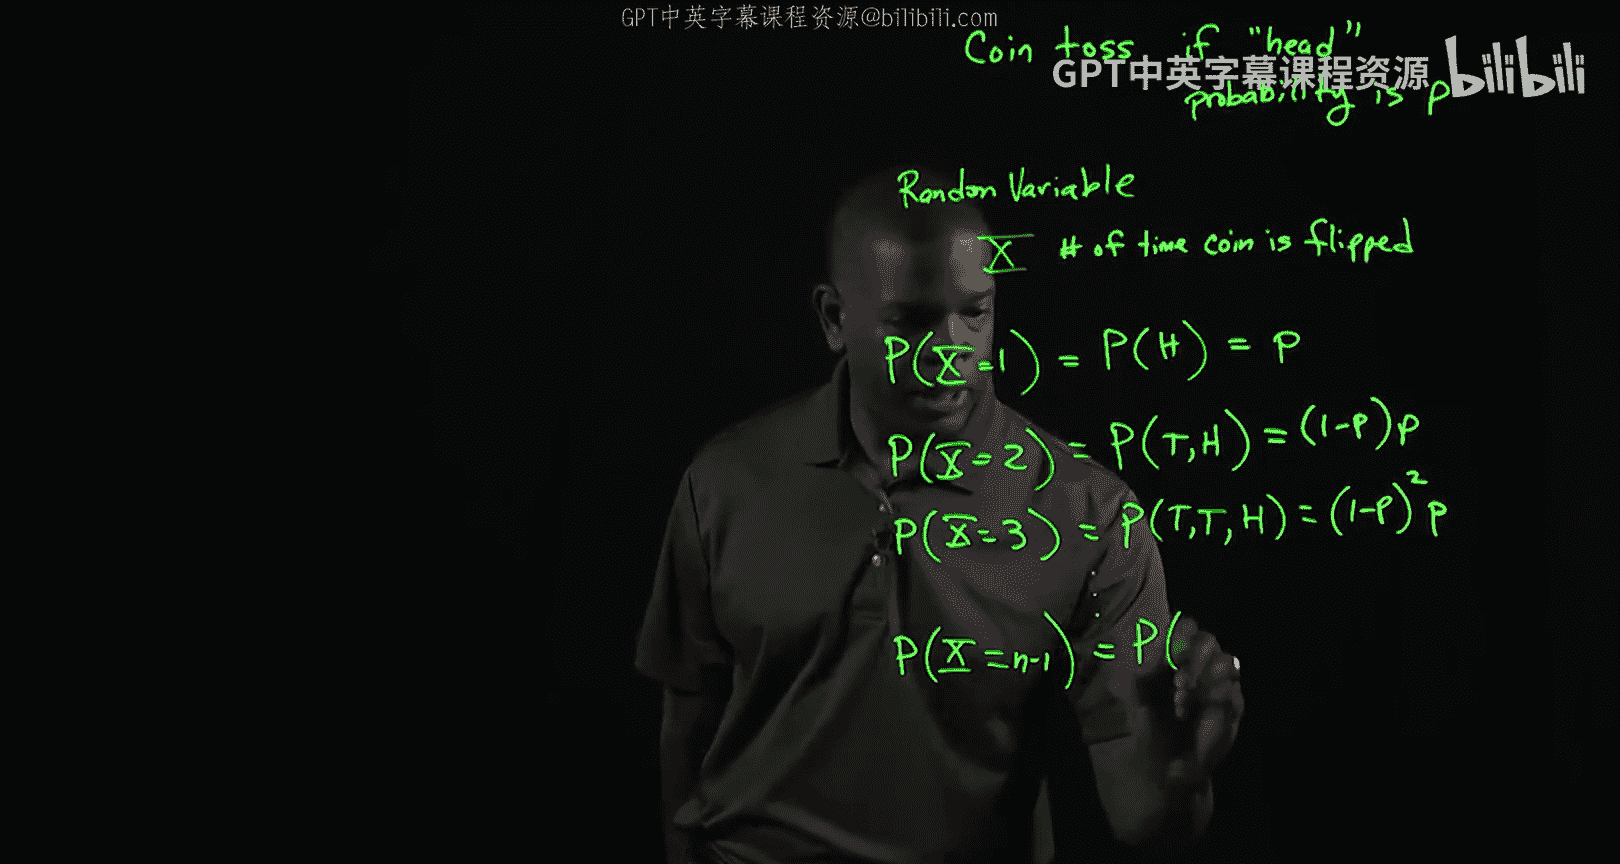 GPT中英字幕课程资源@bilibili.com
Coin toss if "head"
GPT中英字幕课程资源 bilibili
probability is p
Random Variable
X # of time coin is flipped
P(X=1) = P(H) = p
P(X=2) = P(T,H) = (1-p)p
P(X=3) = P(T,T,H) = (1-p)² p
⋮
P(X=n-1) = P(